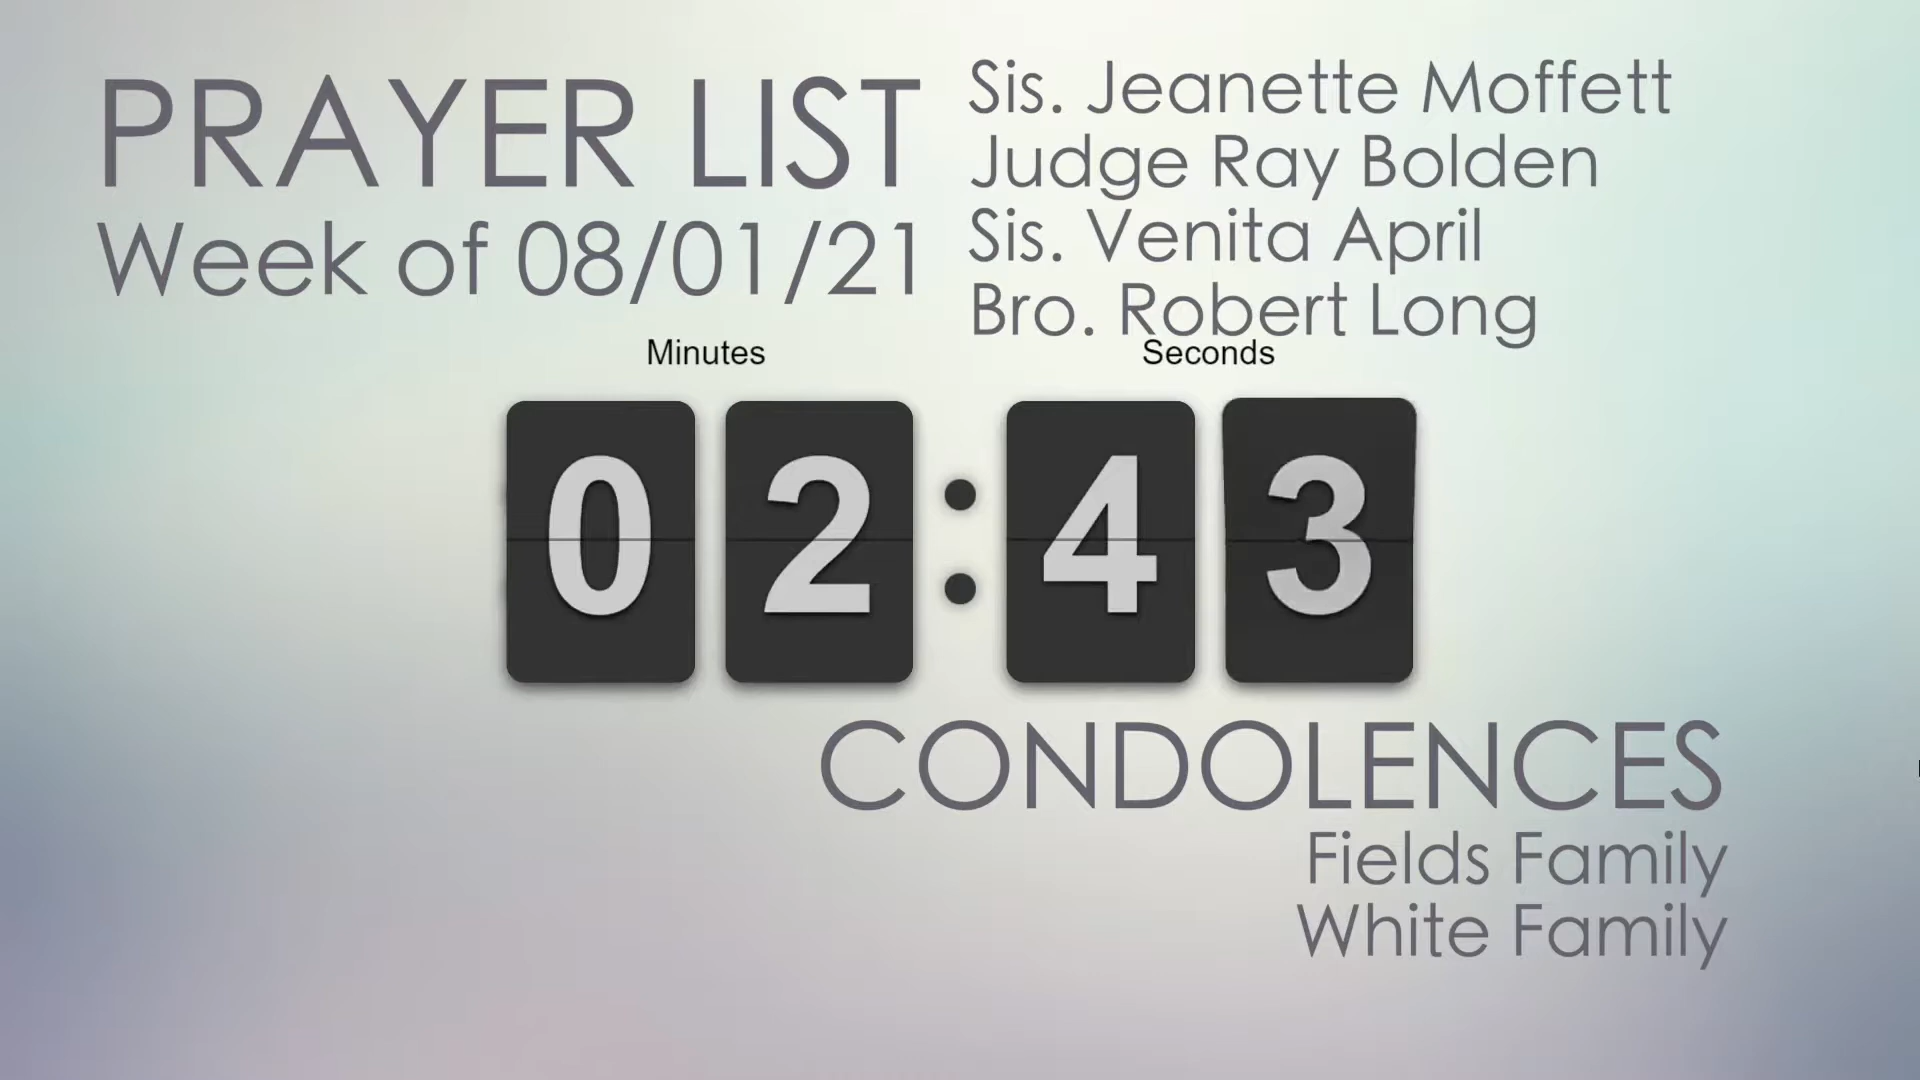 PRAYER LIST
Week of 08/01/21
Sis. Jeanette Moffett
Judge Ray Bolden
Sis. Venita April
Bro. Robert Long
Minutes Seconds
02:43
CONDOLENCES
Fields Family
White Family